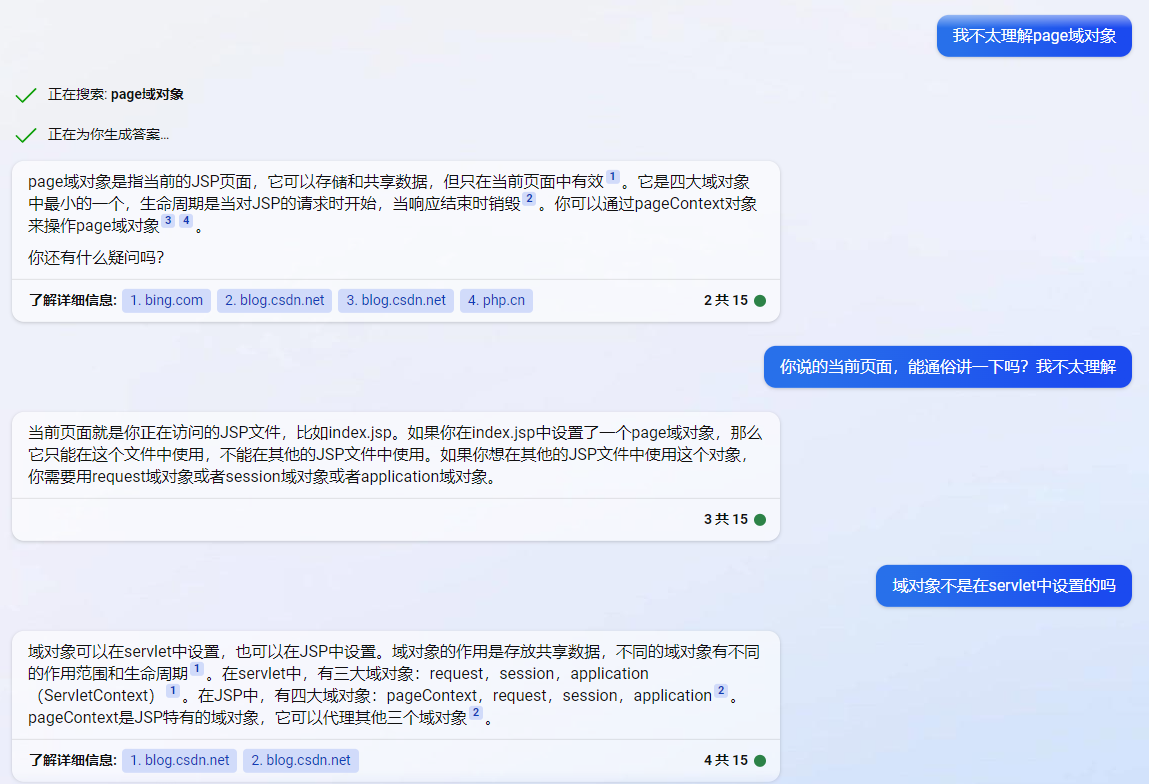 我不太理解page域对象
正在搜索: page域对象
正在为你生成答案...
page域对象是指当前的JSP页面，它可以存储和共享数据，但只在当前页面中有效 1 。它是四大域对象
中最小的一个，生命周期是当对JSP的请求时开始，当响应结束时销毁 2 。你可以通过pageContext对象
来操作page域对象 3 4 。
你还有什么疑问吗？
了解详细信息: 1. bing.com 2. blog.csdn.net 3. blog.csdn.net 4. php.cn 2 共 15
你说的当前页面，能通俗讲一下吗？我不太理解
当前页面就是你正在访问的JSP文件，比如index.jsp。如果你在index.jsp中设置了一个page域对象，那么
它只能在这个文件中使用，不能在其他的JSP文件中使用。如果你想在其他的JSP文件中使用这个对象，
你需要用request域对象或者session域对象或者application域对象。
3 共 15
域对象不是在servlet中设置的吗
域对象可以在servlet中设置，也可以在JSP中设置。域对象的作用是存放共享数据，不同的域对象有不同
的作用范围和生命周期 1 。在servlet中，有三大域对象：request，session，application
（ServletContext） 1 。在JSP中，有四大域对象：pageContext，request，session，application 2 。
pageContext是JSP特有的域对象，它可以代理其他三个域对象 2 。
了解详细信息: 1. blog.csdn.net 2. blog.csdn.net 4 共 15